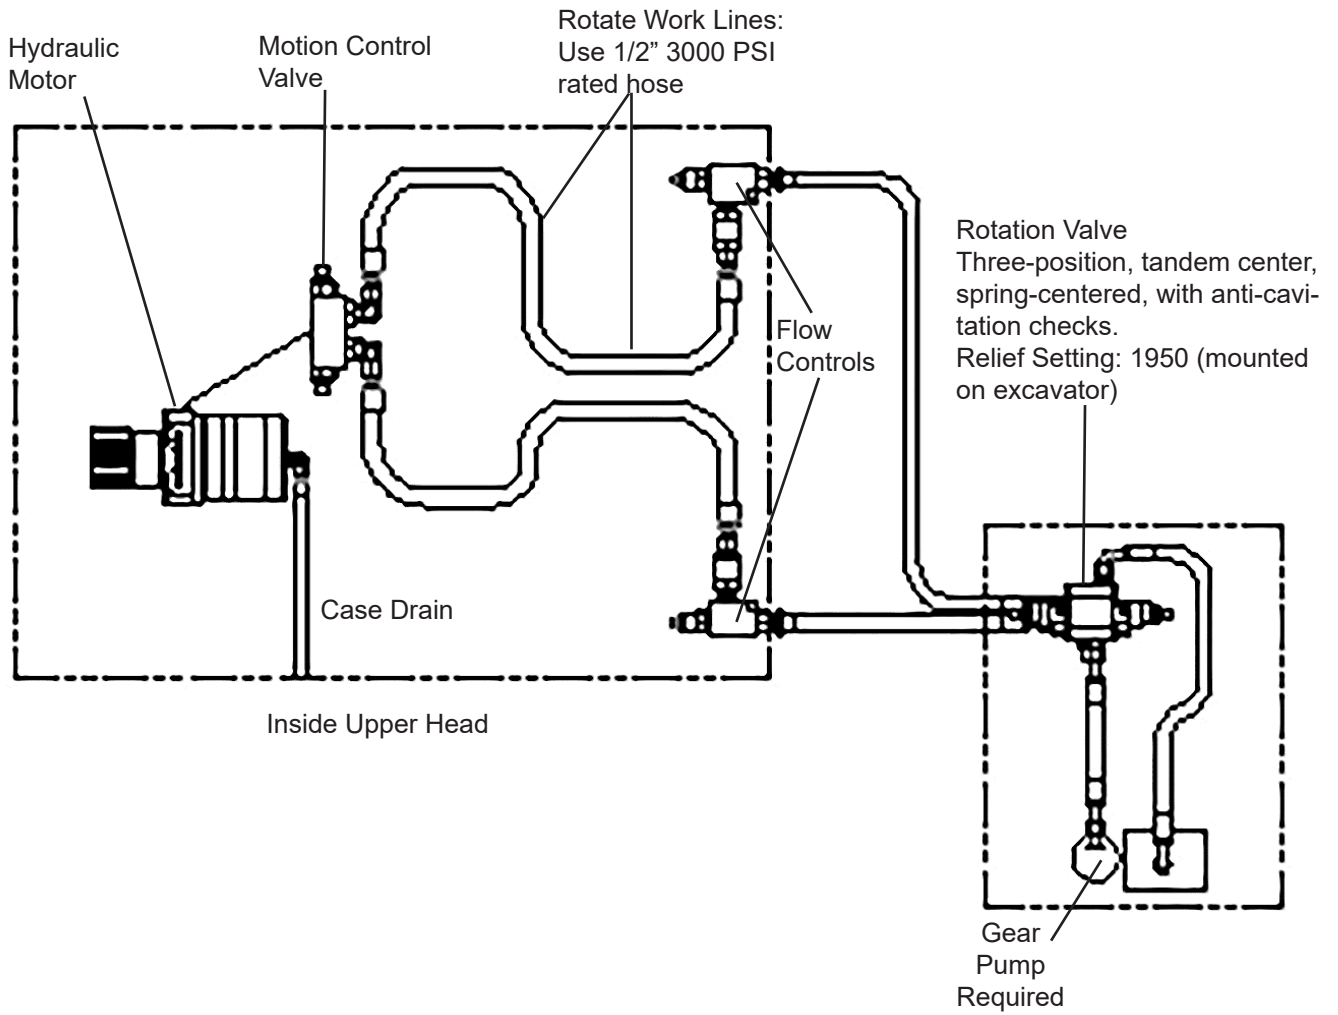 Hydraulic
Motor
Motion Control
Valve
Rotate Work Lines:
Use 1/2” 3000 PSI
rated hose
Rotation Valve
Three-position, tandem center,
spring-centered, with anti-cavi-
tation checks.
Relief Setting: 1950 (mounted
on excavator)
Flow
Controls
Case Drain
Inside Upper Head
Gear
Pump
Required